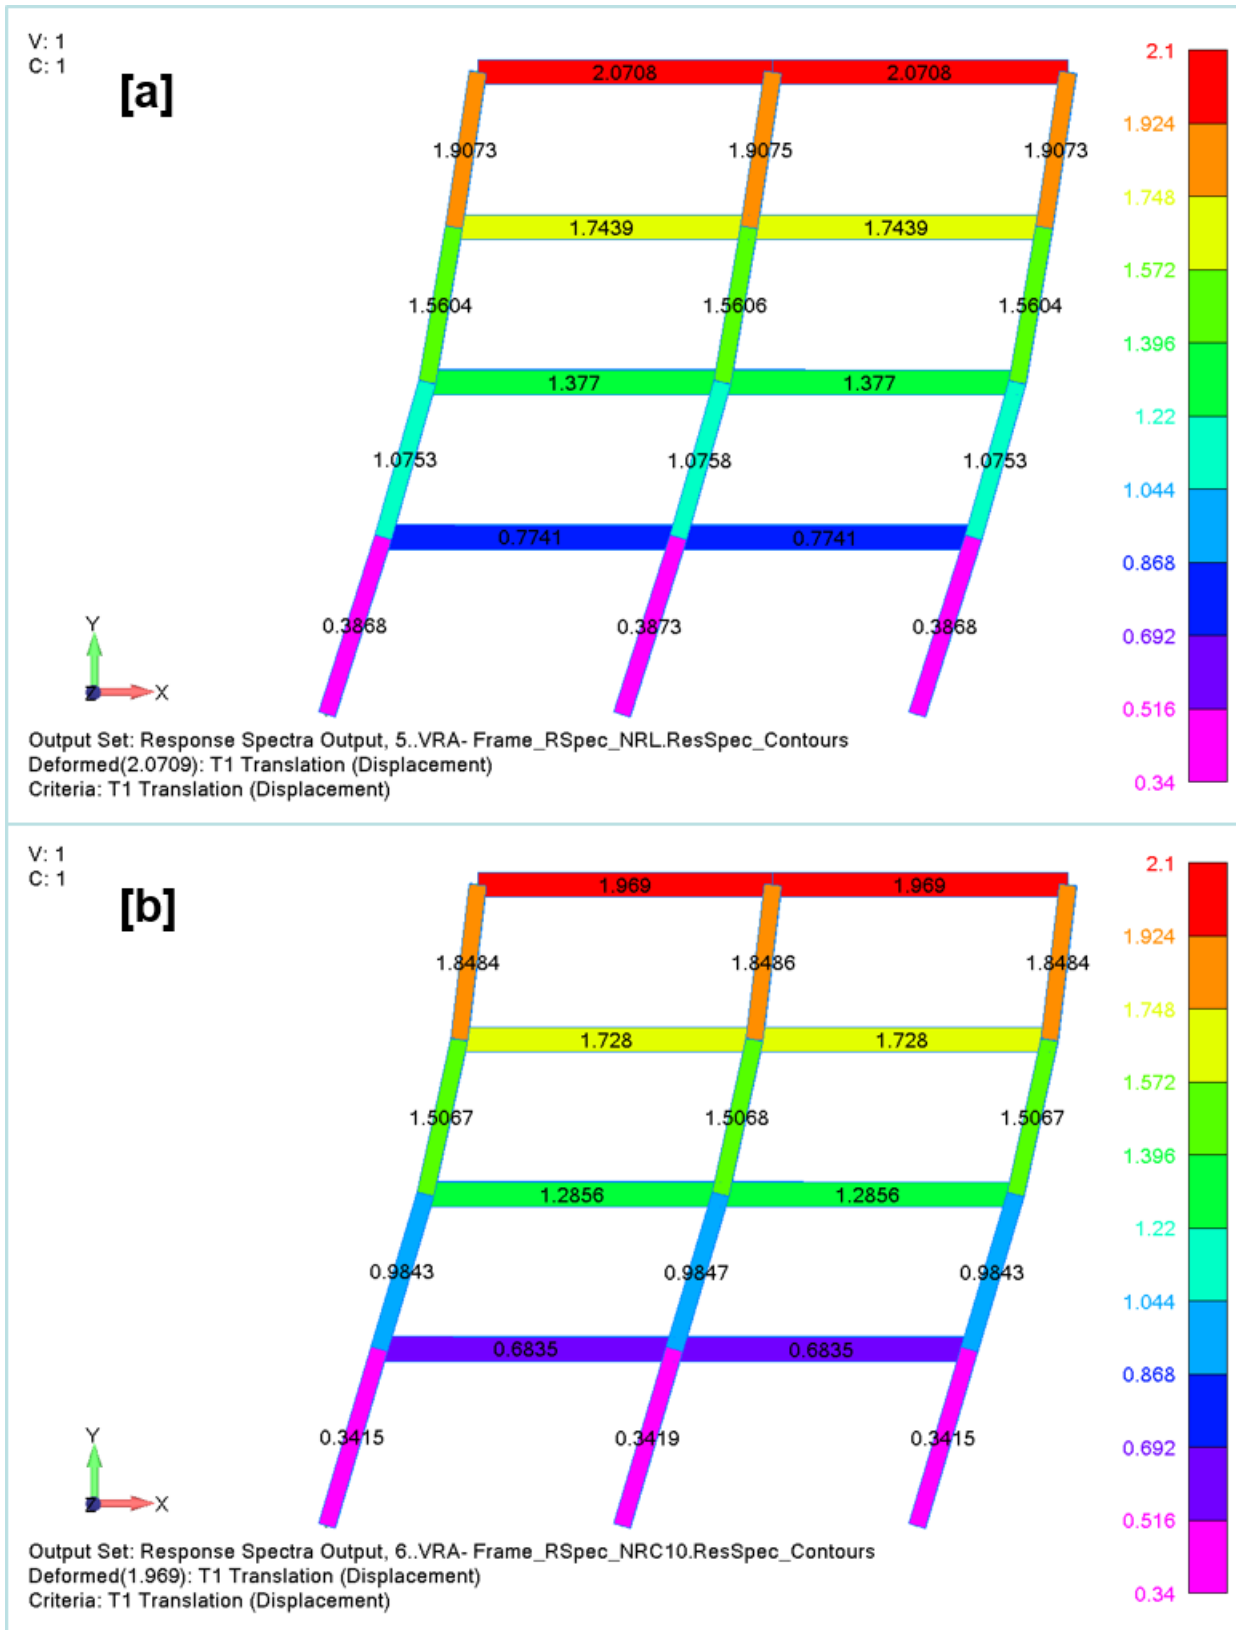 V: 1
C: 1
[a]
2.1
1.924
1.748
1.572
1.396
1.22
1.044
0.868
0.692
0.516
0.34
2.0708 2.0708
1.9073 1.9075 1.9073
1.7439 1.7439
1.5604 1.5606 1.5604
1.377 1.377
1.0753 1.0758 1.0753
0.7741 0.7741
0.3868 0.3873 0.3868
Y
Z X
Output Set: Response Spectra Output, 5..VRA- Frame_RSpec_NRL.ResSpec_Contours
Deformed(2.0709): T1 Translation (Displacement)
Criteria: T1 Translation (Displacement)
V: 1
C: 1
[b]
2.1
1.924
1.748
1.572
1.396
1.22
1.044
0.868
0.692
0.516
0.34
1.969 1.969
1.8484 1.8486 1.8484
1.728 1.728
1.5067 1.5068 1.5067
1.2856 1.2856
0.9843 0.9847 0.9843
0.6835 0.6835
0.3415 0.3419 0.3415
Y
Z X
Output Set: Response Spectra Output, 6..VRA- Frame_RSpec_NRC10.ResSpec_Contours
Deformed(1.969): T1 Translation (Displacement)
Criteria: T1 Translation (Displacement)